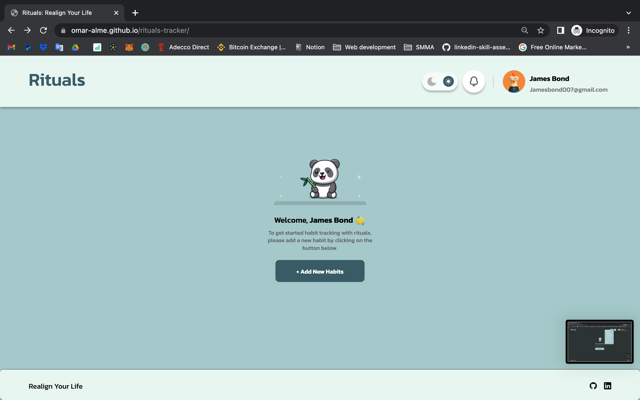 Rituals: Realign Your Life
omar-alme.github.io/rituals-tracker/
Incognito
Adecco Direct
Bitcoin Exchange |...
Notion
Web development
SMMA
linkedin-skill-asse...
Free Online Marke...
»
Rituals
James Bond
Jamesbond007@gmail.com
Welcome, James Bond
To get started habit tracking with rituals,
please add a new habit by clicking on the
button below
+ Add New Habits
Realign Your Life